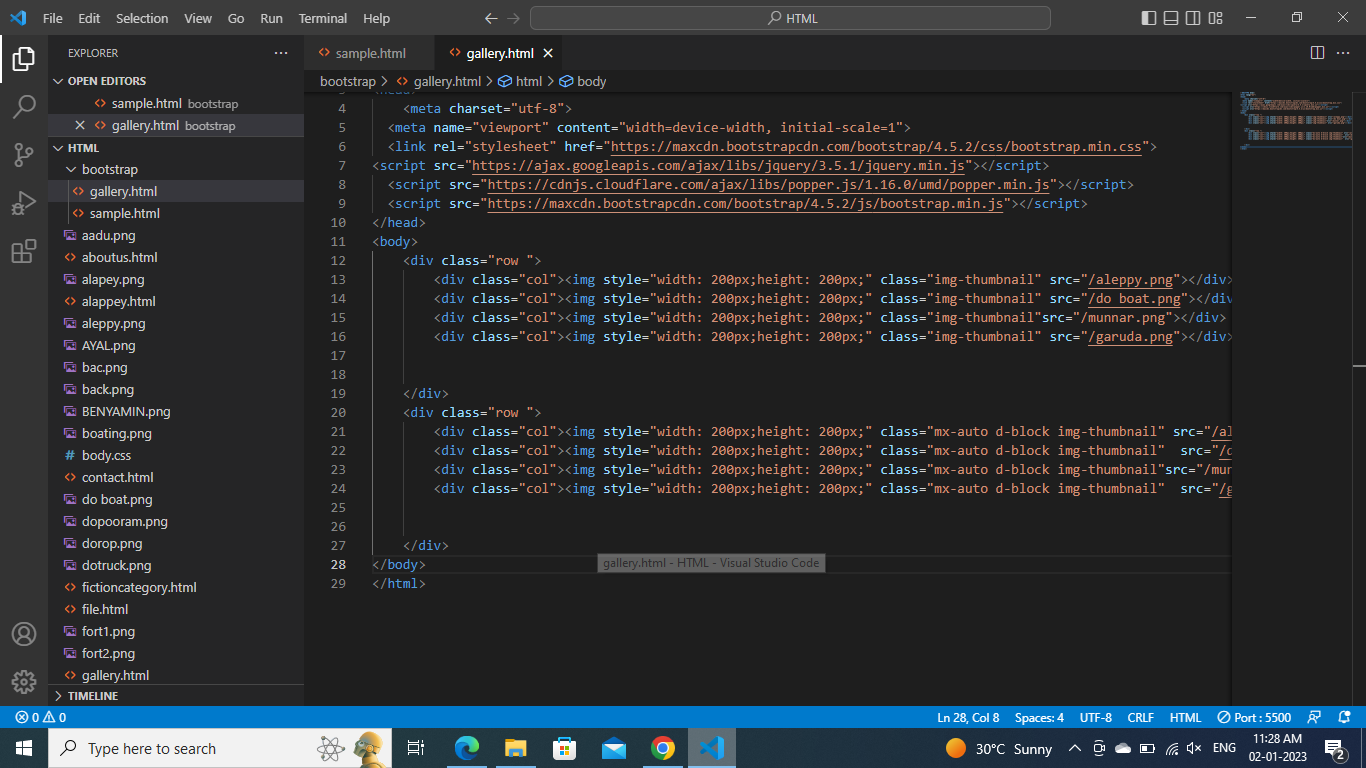 File Edit Selection View Go Run Terminal Help
HTML
EXPLORER
OPEN EDITORS
sample.html bootstrap
gallery.html bootstrap
HTML
bootstrap
gallery.html
sample.html
aadu.png
aboutus.html
alapey.png
alappey.html
aleppy.png
AYAL.png
bac.png
back.png
BENYAMIN.png
boating.png
body.css
contact.html
do boat.png
dopooram.png
dorop.png
dotruck.png
fictioncategory.html
file.html
fort1.png
fort2.png
gallery.html
TIMELINE
sample.html gallery.html
bootstrap > gallery.html > html > body
4 <meta charset="utf-8">
5 <meta name="viewport" content="width=device-width, initial-scale=1">
6 <link rel="stylesheet" href="https://maxcdn.bootstrapcdn.com/bootstrap/4.5.2/css/bootstrap.min.css">
7 <script src="https://ajax.googleapis.com/ajax/libs/jquery/3.5.1/jquery.min.js"></script>
8 <script src="https://cdnjs.cloudflare.com/ajax/libs/popper.js/1.16.0/umd/popper.min.js"></script>
9 <script src="https://maxcdn.bootstrapcdn.com/bootstrap/4.5.2/js/bootstrap.min.js"></script>
10 </head>
11 <body>
12 <div class="row ">
13 <div class="col"><img style="width: 200px;height: 200px;" class="img-thumbnail" src="/aleppy.png"></div>
14 <div class="col"><img style="width: 200px;height: 200px;" class="img-thumbnail" src="/do boat.png"></div
15 <div class="col"><img style="width: 200px;height: 200px;" class="img-thumbnail"src="/munnar.png"></div>
16 <div class="col"><img style="width: 200px;height: 200px;" class="img-thumbnail" src="/garuda.png"></div>
17
18
19 </div>
20 <div class="row ">
21 <div class="col"><img style="width: 200px;height: 200px;" class="mx-auto d-block img-thumbnail" src="/al
22 <div class="col"><img style="width: 200px;height: 200px;" class="mx-auto d-block img-thumbnail" src="/d
23 <div class="col"><img style="width: 200px;height: 200px;" class="mx-auto d-block img-thumbnail"src="/mun
24 <div class="col"><img style="width: 200px;height: 200px;" class="mx-auto d-block img-thumbnail" src="/g
25
26
27 </div>
28 </body>
29 </html>
gallery.html - HTML - Visual Studio Code
0 0
Ln 28, Col 8 Spaces: 4 UTF-8 CRLF HTML Port : 5500
Type here to search
30°C Sunny
ENG
11:28 AM
02-01-2023
2